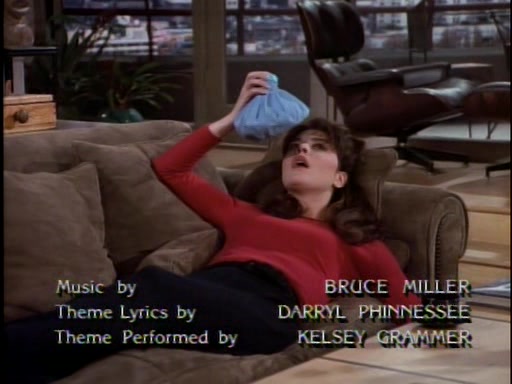 Music by BRUCE MILLER
Theme Lyrics by DARRYL PHINNESSEE
Theme Performed by KELSEY GRAMMER